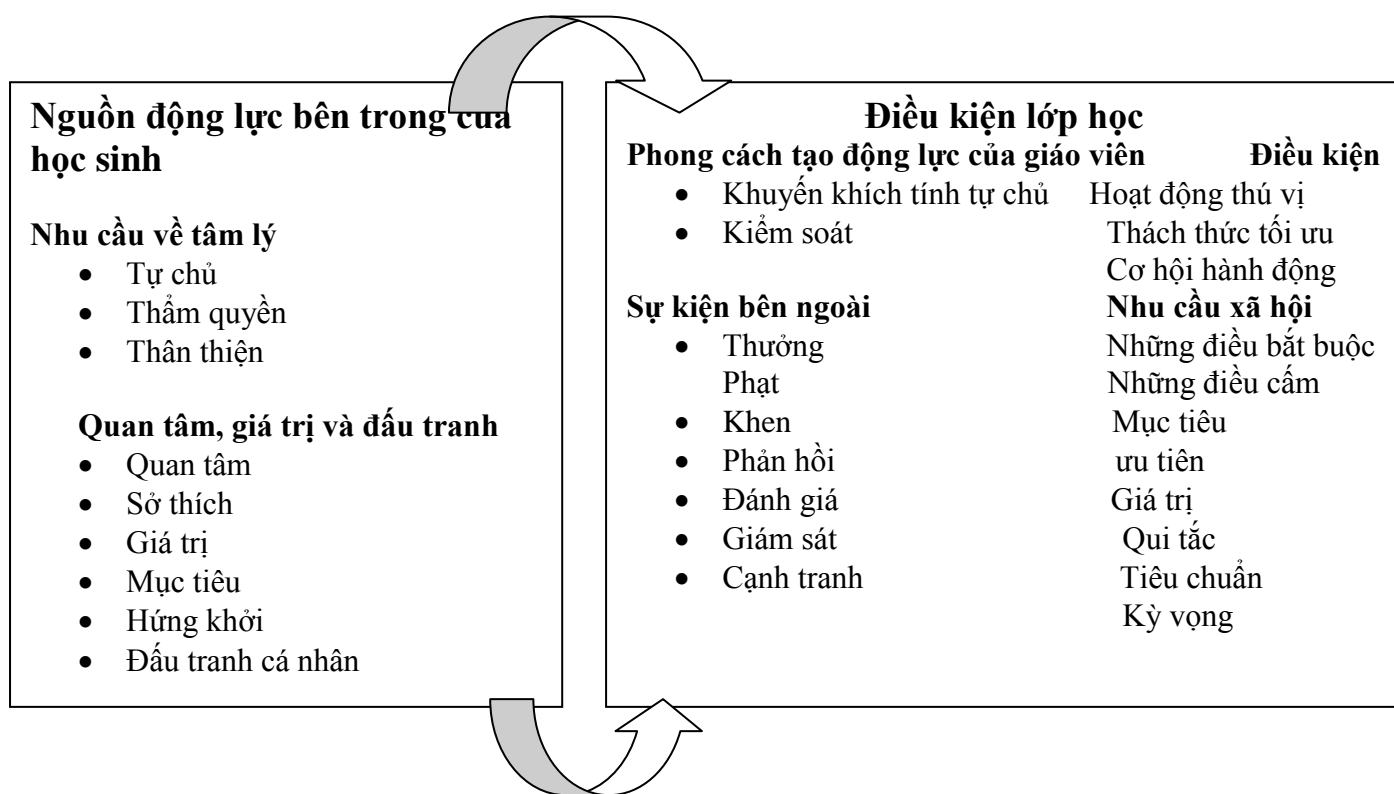 Nguồn động lực bên trong của
học sinh
Nhu cầu về tâm lý
• Tự chủ
• Thẩm quyền
• Thân thiện
Quan tâm, giá trị và đấu tranh
• Quan tâm
• Sở thích
• Giá trị
• Mục tiêu
• Hứng khởi
• Đấu tranh cá nhân
Điều kiện lớp học
Phong cách tạo động lực của giáo viên Điều kiện
• Khuyến khích tính tự chủ Hoạt động thú vị
• Kiểm soát Thách thức tối ưu
Cơ hội hành động
Sự kiện bên ngoài Nhu cầu xã hội
• Thưởng Những điều bắt buộc
Phạt Những điều cấm
• Khen Mục tiêu
• Phản hồi ưu tiên
• Đánh giá Giá trị
• Giám sát Qui tắc
• Cạnh tranh Tiêu chuẩn
Kỳ vọng